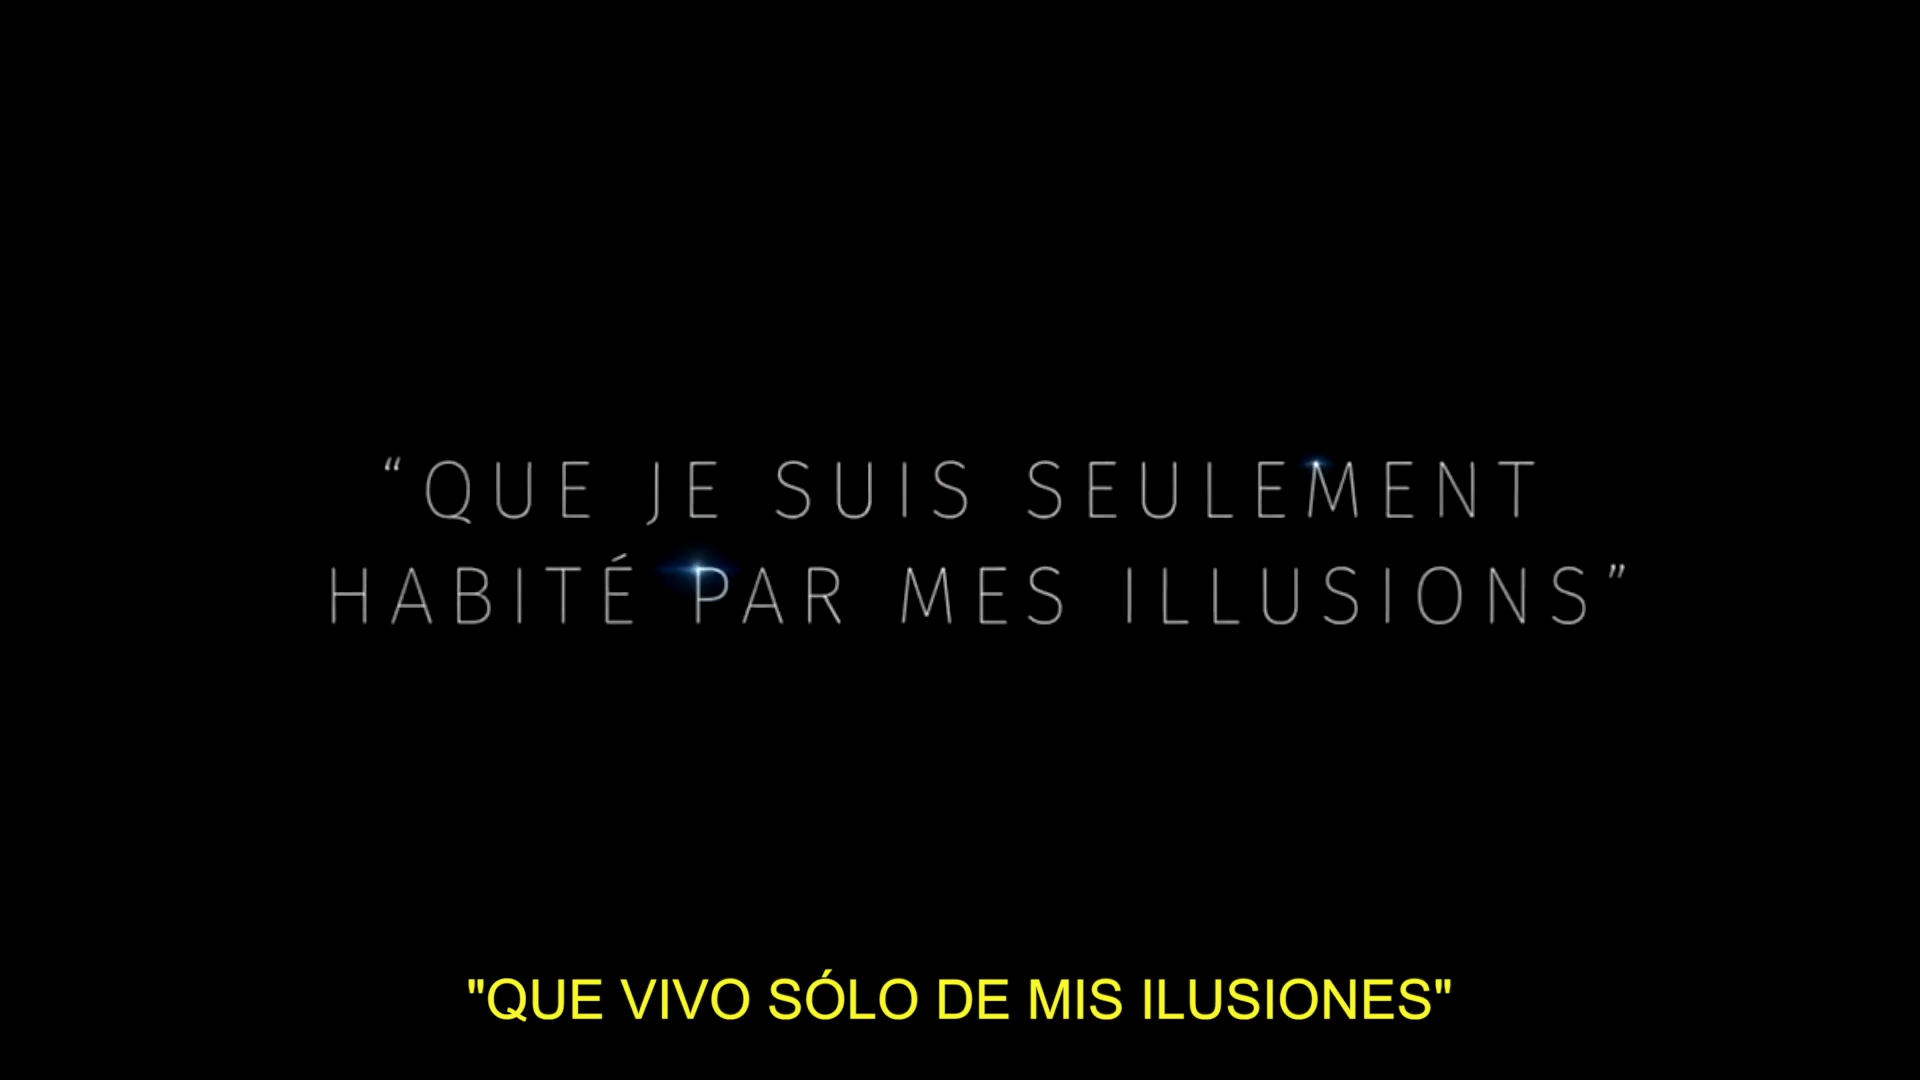 “QUE JE SUIS SEULEMENT
HABITÉ PAR MES ILLUSIONS”
"QUE VIVO SÓLO DE MIS ILUSIONES"